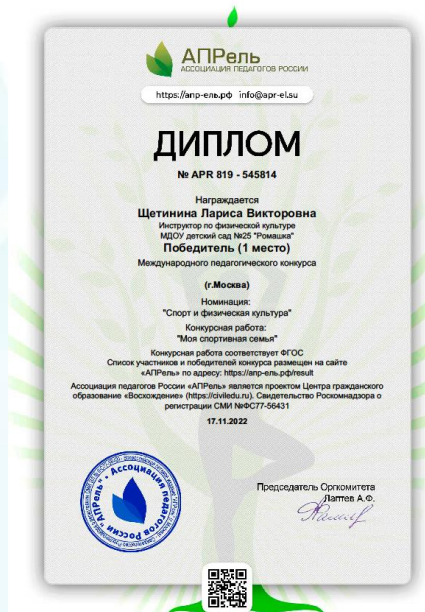 АПРель
АССОЦИАЦИЯ ПЕДАГОГОВ РОССИИ
https://апр-ель.рф info@apr-el.su
ДИПЛОМ
№ APR 819 - 545814
Награждается
Щетинина Лариса Викторовна
Инструктор по физической культуре
МДОУ детский сад №25 "Ромашка"
Победитель (1 место)
Международного педагогического конкурса
(г.Москва)
Номинация:
"Спорт и физическая культура"
Конкурсная работа:
"Моя спортивная семья"
Конкурсная работа соответствует ФГОС
Список участников и победителей конкурса размещен на сайте
«АПРель» по адресу: https://апр-ель.рф/result
Ассоциация педагогов России «АПРель» является проектом Центра гражданского
образование «Восхождение» (https://civiledu.ru). Свидетельство Роскомнадзора о
регистрации СМИ №ФС77-56431
17.11.2022
Ассоциация педагогов России "АПРель"
Председатель Оргкомитета
Лаптев А.Ф.